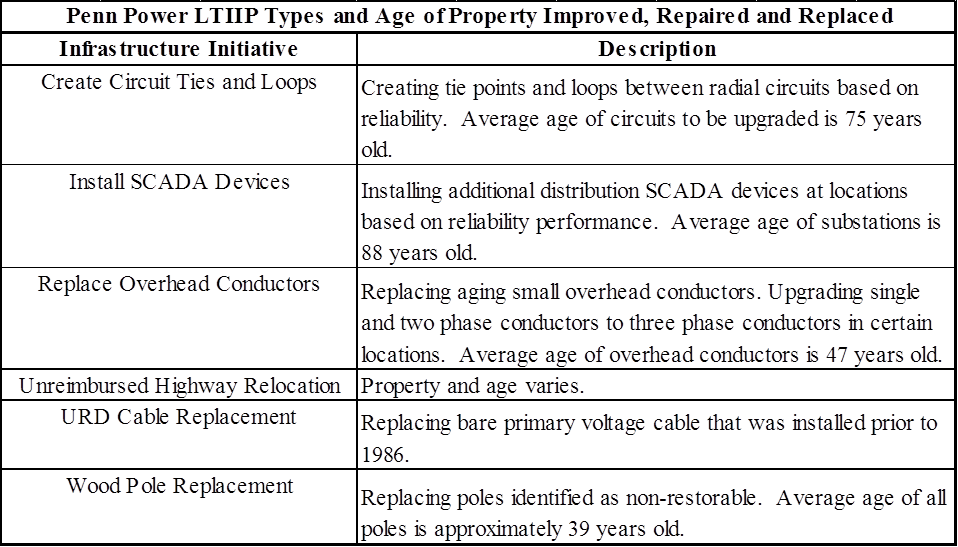 Penn Power LTIIP Types and Age of Property Improved, Repaired and Replaced
Infrastructure Initiative Description
Create Circuit Ties and Loops
Creating tie points and loops between radial circuits based on
reliability. Average age of circuits to be upgraded is 75 years
old.
Install SCADA Devices
Installing additional distribution SCADA devices at locations
based on reliability performance. Average age of substations is
88 years old.
Replace Overhead Conductors
Replacing aging small overhead conductors. Upgrading single
and two phase conductors to three phase conductors in certain
locations. Average age of overhead conductors is 47 years old.
Unreimbursed Highway Relocation Property and age varies.
URD Cable Replacement
Replacing bare primary voltage cable that was installed prior to
1986.
Wood Pole Replacement
Replacing poles identified as non-restorable. Average age of all
poles is approximately 39 years old.